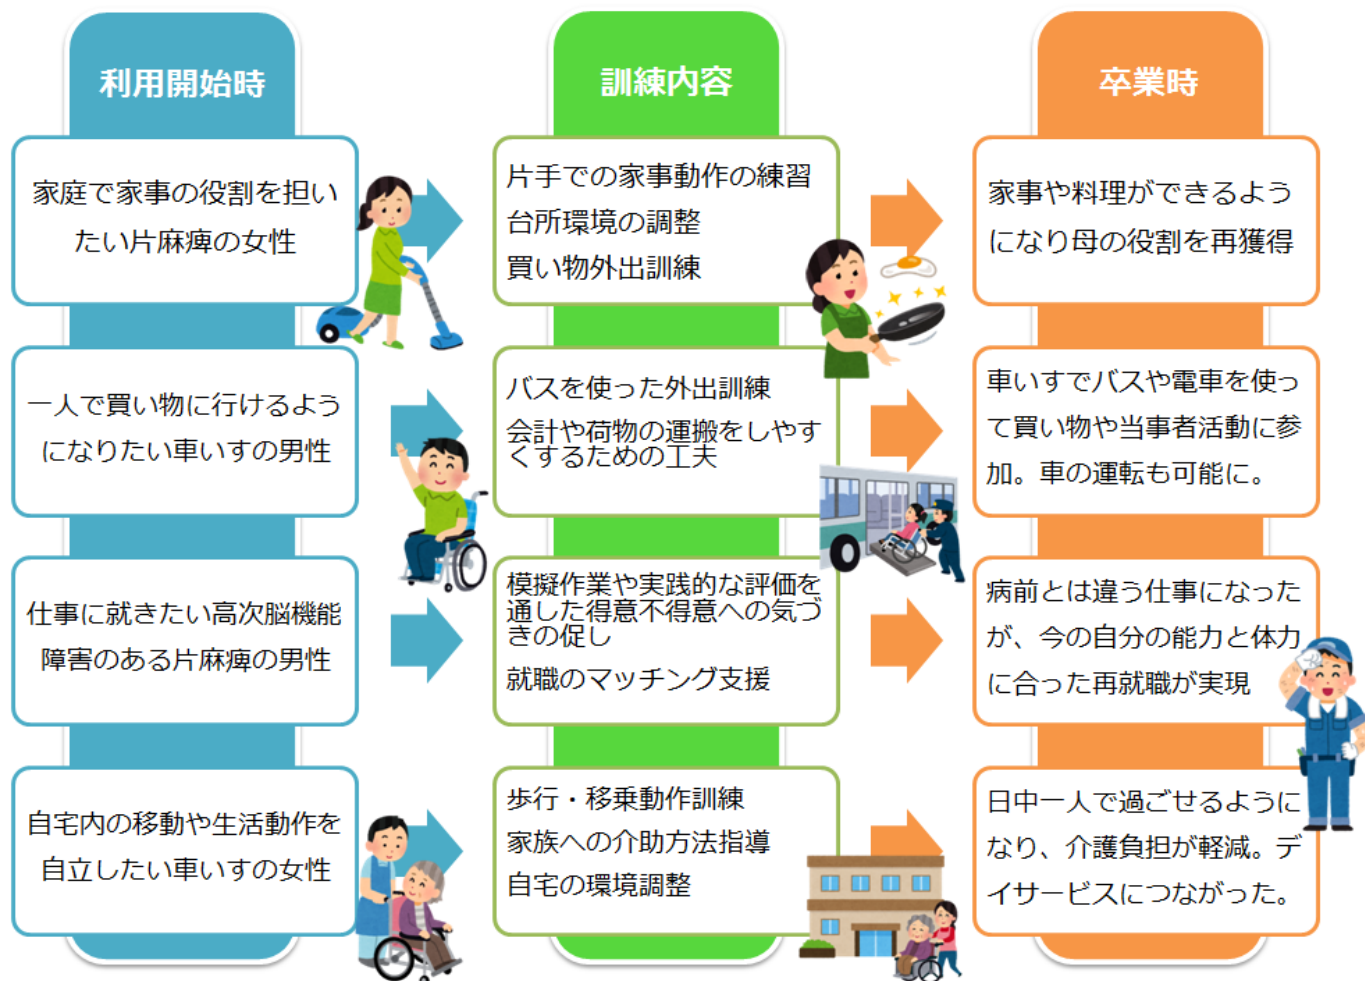 利用開始時
訓練内容
卒業時
家庭で家事の役割を担い
たい片麻痺の女性
片手での家事動作の練習
台所環境の調整
買い物外出訓練
家事や料理ができるよう
になり母の役割を再獲得
一人で買い物に行けるよう
になりたい車いすの男性
バスを使った外出訓練
会計や荷物の運搬をしやす
くするための工夫
車いすでバスや電車を使っ
て買い物や当事者活動に参
加。車の運転も可能に。
仕事に就きたい高次脳機能
障害のある片麻痺の男性
模擬作業や実践的な評価を
通した得意不得意への気づ
きの促し
就職のマッチング支援
病前とは違う仕事になった
が、今の自分の能力と体力
に合った再就職が実現
自宅内の移動や生活動作を
自立したい車いすの女性
歩行・移乗動作訓練
家族への介助方法指導
自宅の環境調整
日中一人で過ごせるように
なり、介護負担が軽減。デ
イサービスにつながった。